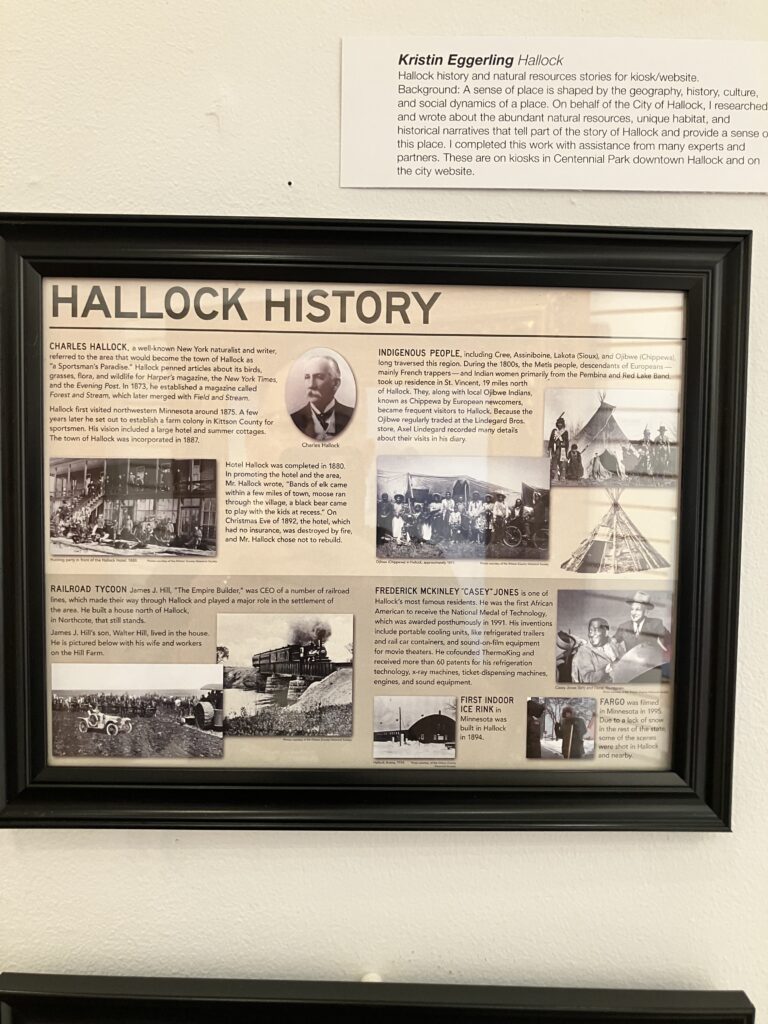 Kristin Eggerling Hallock
Hallock history and natural resources stories for kiosk/website.
Background: A sense of place is shaped by the geography, history, culture,
and social dynamics of a place. On behalf of the City of Hallock, I researched
and wrote about the abundant natural resources, unique habitat, and
historical narratives that tell part of the story of Hallock and provide a sense
this place. I completed this work with assistance from many experts and
partners. These are on kiosks in Centennial Park downtown Hallock and on
the city website.
HALLOCK HISTORY
CHARLES HALLOCK, a well-known New York naturalist and writer,
referred to the area that would become the town of Hallock as
"a Sportsman's Paradise." Hallock penned articles about its birds,
grasses, flora, and wildlife for Harper's magazine, the New York Times,
and the Evening Post. In 1873, he established a magazine called
Forest and Stream, which later merged with Field and Stream.
Hallock first visited northwestern Minnesota around 1875. A few
years later he set out to establish a farm colony in Kittson County for
sportsmen. His vision included a large hotel and summer cottages.
The town of Hallock was incorporated in 1887.
Charles Hallock
Hotel Hallock was completed in 1880.
In promoting the hotel and the area,
Mr. Hallock wrote, "Bands of elk came
within a few miles of town, moose ran
through the village, a black bear came
to play with the kids at recess." On
Christmas Eve of 1892, the hotel, which
had no insurance, was destroyed by fire,
and Mr. Hallock chose not to rebuild.
Hunting party in front of the Hallock Hotel, 1880
INDIGENOUS PEOPLE, including Cree, Assiniboine, Lakota (Sioux), and Ojibwe (Chippewa),
long traversed this region. During the 1800s, the Metis people, descendants of Europeans —
mainly French trappers — and Indian women primarily from the Pembina and Red Lake Band,
took up residence in St. Vincent, 19 miles north
of Hallock. They, along with local Ojibwe Indians,
known as Chippewa by European newcomers,
became frequent visitors to Hallock. Because the
Ojibwe regularly traded at the Lindegard Bros.
store, Axel Lindegard recorded many details
about their visits in his diary.
Ojibwe (Chippewa) in Hallock, approximately
RAILROAD TYCOON James J. Hill, "The Empire Builder," was CEO of a number of railroad
lines, which made their way through Hallock and played a major role in the settlement of
the area. He built a house north of Hallock,
in Northcote, that still stands.
James J. Hill's son, Walter Hill, lived in the house.
He is pictured below with his wife and workers
on the Hill Farm.
FREDERICK MCKINLEY "CASEY" JONES is one of
Hallock's most famous residents. He was the first African
American to receive the National Medal of Technology,
which was awarded posthumously in 1991. His inventions
include portable cooling units, like refrigerated trailers
and rail car containers, and sound-on-film equipment
for movie theaters. He cofounded ThermoKing and
received more than 60 patents for his refrigeration
technology, x-ray machines, ticket-dispensing machines,
engines, and sound equipment.
Casey Jones (left) and
FIRST INDOOR
ICE RINK in
Minnesota was
built in Hallock
in 1894.
FARGO was filmed
in Minnesota in 1995.
Due to a lack of snow
in the rest of the state,
some of the scenes
were shot in Hallock
and nearby.